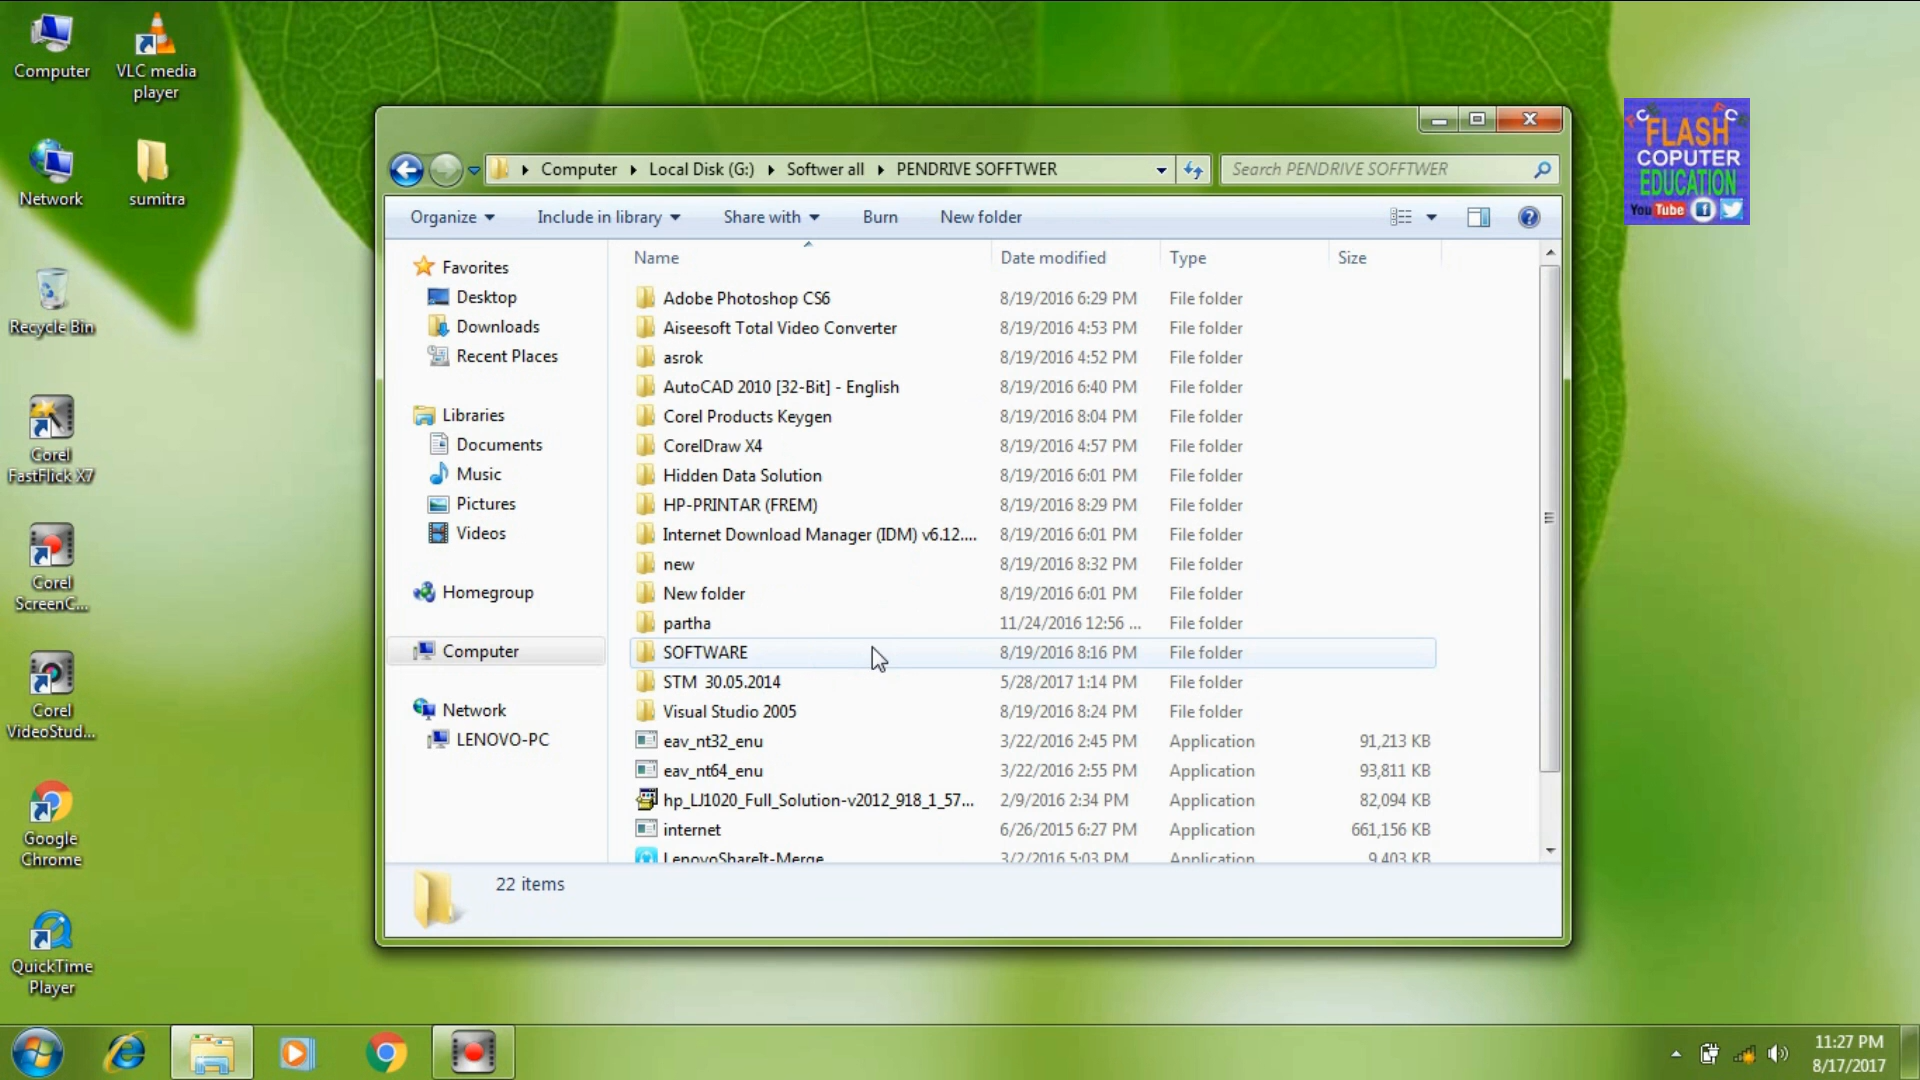 Computer
VLC media
player
Network
sumitra
Recycle Bin
Corel
FastFlick X7
Corel
ScreenC...
Corel
VideoStud...
Google
Chrome
QuickTime
Player
Computer Local Disk (G:) Softwer all PENDRIVE SOFFTWER
Search PENDRIVE SOFFTWER
Organize Include in library Share with Burn New folder
Favorites
Desktop
Downloads
Recent Places
Libraries
Documents
Music
Pictures
Videos
Homegroup
Computer
Network
LENOVO-PC
Name Date modified Type Size
Adobe Photoshop CS6 8/19/2016 6:29 PM File folder
Aiseesoft Total Video Converter 8/19/2016 4:53 PM File folder
asrok 8/19/2016 4:52 PM File folder
AutoCAD 2010 [32-Bit] - English 8/19/2016 6:40 PM File folder
Corel Products Keygen 8/19/2016 8:04 PM File folder
CorelDraw X4 8/19/2016 4:57 PM File folder
Hidden Data Solution 8/19/2016 6:01 PM File folder
HP-PRINTAR (FREM) 8/19/2016 8:29 PM File folder
Internet Download Manager (IDM) v6.12.... 8/19/2016 6:01 PM File folder
new 8/19/2016 8:32 PM File folder
New folder 8/19/2016 6:01 PM File folder
partha 11/24/2016 12:56 ... File folder
SOFTWARE 8/19/2016 8:16 PM File folder
STM 30.05.2014 5/28/2017 1:14 PM File folder
Visual Studio 2005 8/19/2016 8:24 PM File folder
eav_nt32_enu 3/22/2016 2:45 PM Application 91,213 KB
eav_nt64_enu 3/22/2016 2:55 PM Application 93,811 KB
hp_LJ1020_Full_Solution-v2012_918_1_57... 2/9/2016 2:34 PM Application 82,094 KB
internet 6/26/2015 6:27 PM Application 661,156 KB
LenovoShareIt-Merge 3/2/2016 5:03 PM Application 9,403 KB
22 items
FLASH
COPUTER
EDUCATION
You Tube
11:27 PM
8/17/2017